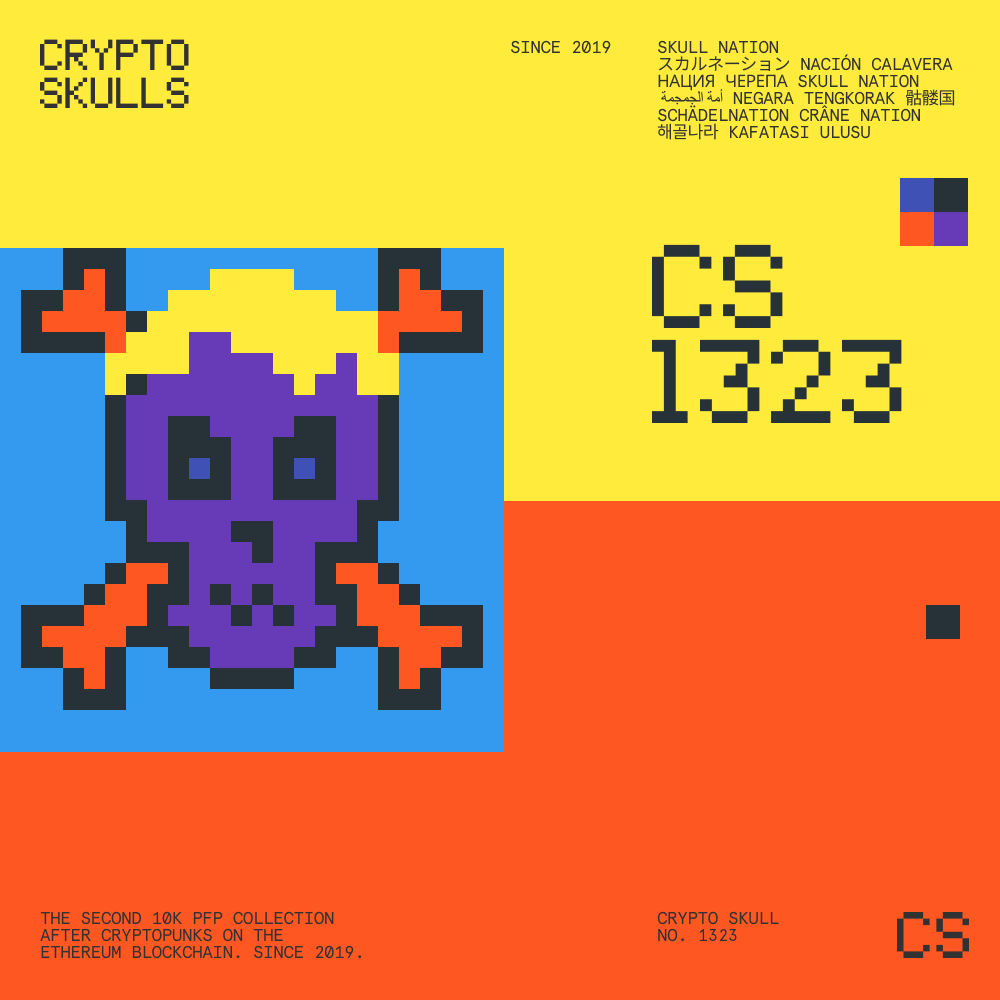 CRYPTO
SKULLS
SINCE 2019
SKULL NATION
スカルネーション NACIÓN CALAVERA
НАЦИЯ ЧЕРЕПА SKULL NATION
أمة الجمجمة NEGARA TENGKORAK 骷髅国
SCHÄDELNATION CRÂNE NATION
해골나라 KAFATASI ULUSU
CS
1323
THE SECOND 10K PFP COLLECTION
AFTER CRYPTOPUNKS ON THE
ETHEREUM BLOCKCHAIN. SINCE 2019.
CRYPTO SKULL
NO. 1323
CS